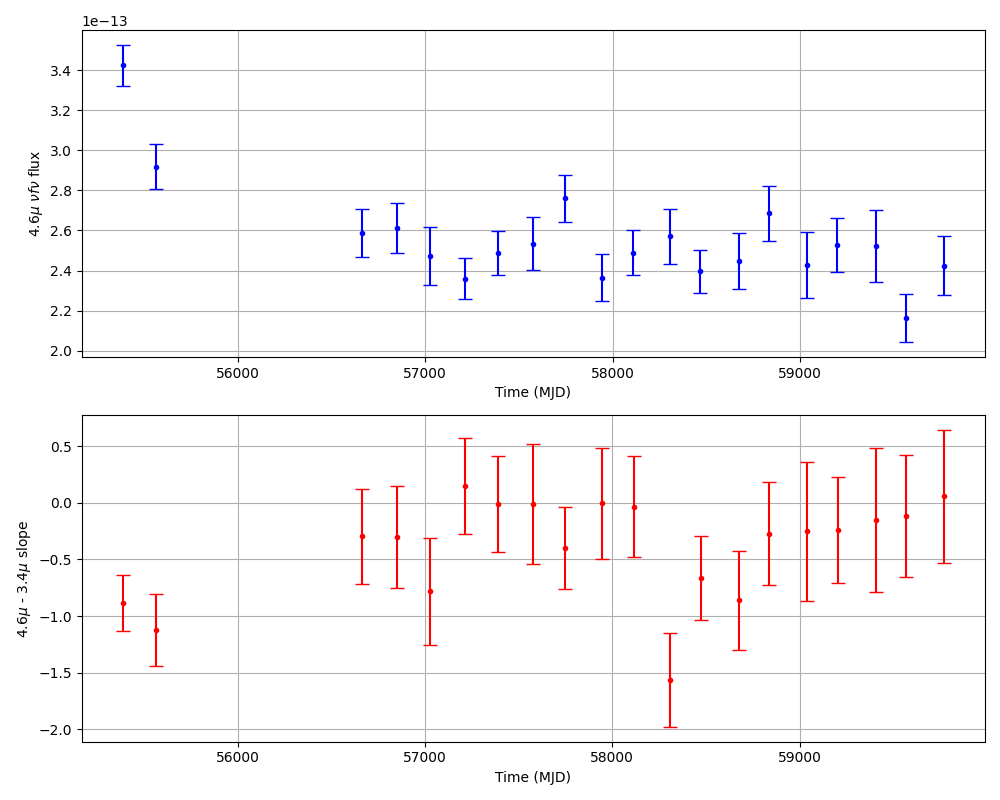 1e−13
3.4
3.2
3.0
2.8
2.6
2.4
2.2
2.0
4.6μ νfν flux
56000 57000 58000 59000
Time (MJD)
0.5
0.0
−0.5
−1.0
−1.5
−2.0
4.6μ - 3.4μ slope
56000 57000 58000 59000
Time (MJD)